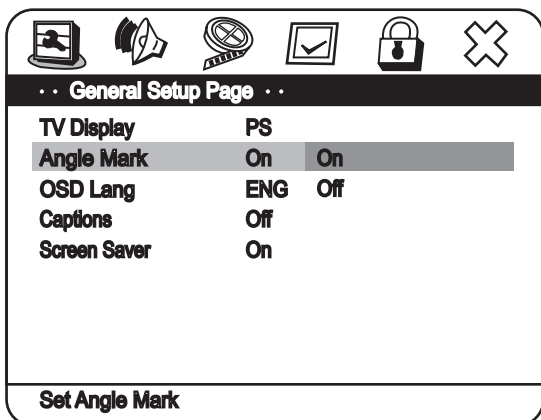 · · General Setup Page · ·
TV Display PS
Angle Mark On On
OSD Lang ENG Off
Captions Off
Screen Saver On
Set Angle Mark